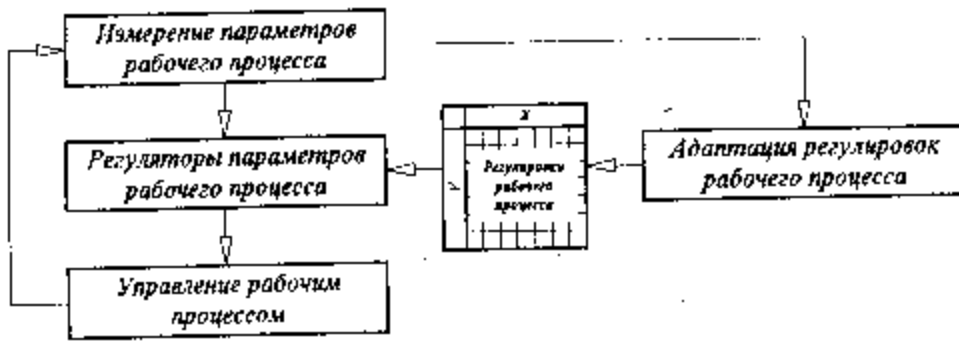 Измерение параметров
рабочего процесса
x
Регуляторы параметров
рабочего процесса
Регулировки
рабочего
процесса
Адаптация регулировок
рабочего процесса
Управление рабочим
процессом